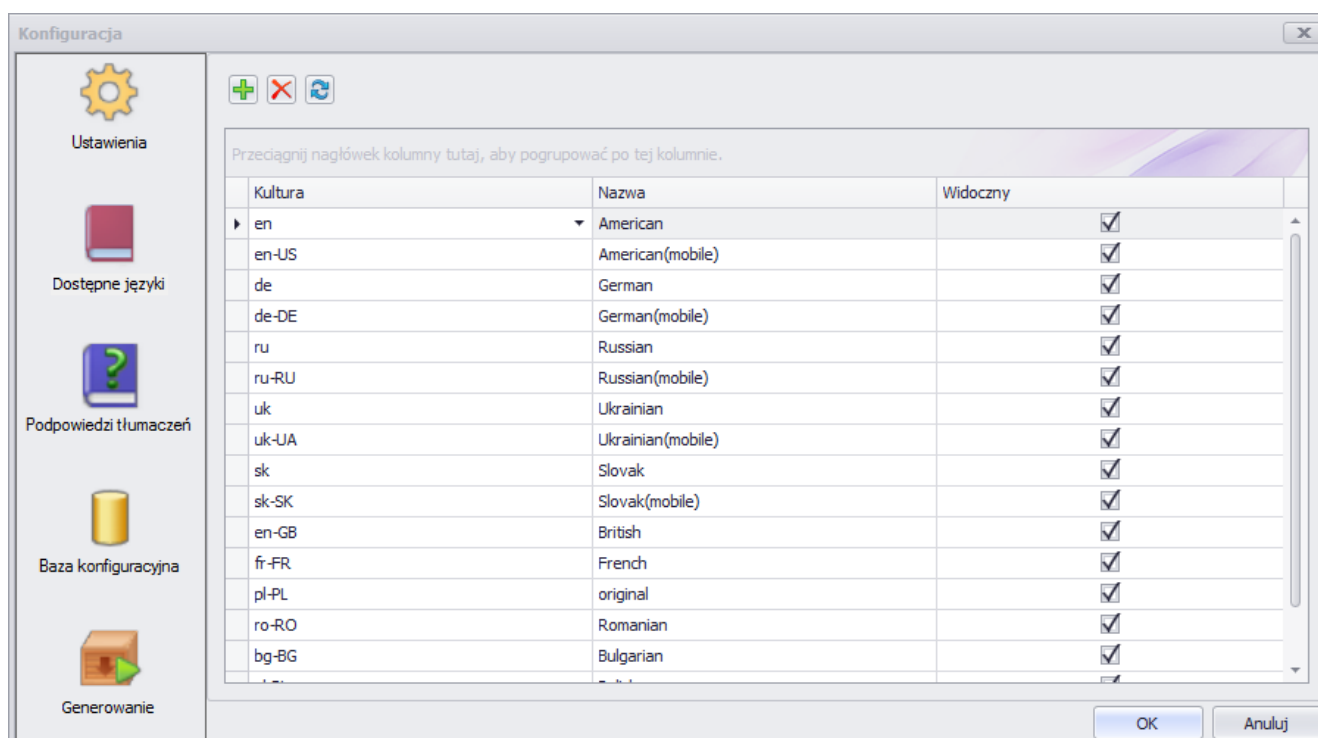 Konfiguracja
Ustawienia
Dostępne języki
Podpowiedzi tłumaczeń
Baza konfiguracyjna
Generowanie
Przeciągnij nagłówek kolumny tutaj, aby pogrupować po tej kolumnie.
Kultura Nazwa Widoczny
en American
en-US American(mobile)
de German
de-DE German(mobile)
ru Russian
ru-RU Russian(mobile)
uk Ukrainian
uk-UA Ukrainian(mobile)
sk Slovak
sk-SK Slovak(mobile)
en-GB British
fr-FR French
pl-PL original
ro-RO Romanian
bg-BG Bulgarian
OK Anuluj